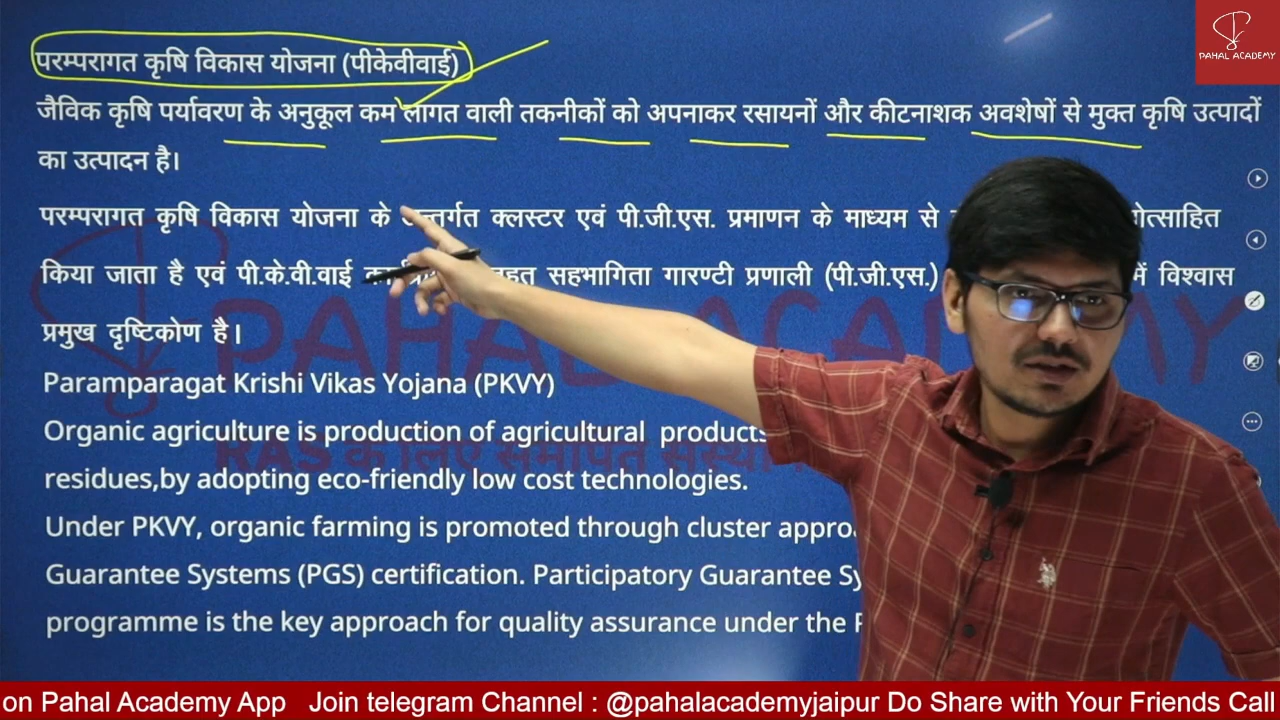 PAHAL ACADEMY
परम्परागत कृषि विकास योजना (पीकेवीवाई)
जैविक कृषि पर्यावरण के अनुकूल कम लागत वाली तकनीकों को अपनाकर रसायनों और कीटनाशक अवशेषों से मुक्त कृषि उत्पादों
का उत्पादन है।
परम्परागत कृषि विकास योजना के क्लस्टर एवं पी.जी.एस. प्रमाणन के माध्यम से
किया जाता है एवं पी.के.वी.वाई सहभागिता गारण्टी प्रणाली (पी.जी.एस.) में विश्वास
प्रमुख दृष्टिकोण है।
PAHAL ACADEMY
Paramparagat Krishi Vikas Yojana (PKVY)
Organic agriculture is production of agricultural products
RAS के लिए समर्पित संस्थान
residues,by adopting eco-friendly low cost technologies.
Under PKVY, organic farming is promoted through cluster
Guarantee Systems (PGS) certification. Participatory Guarantee
programme is the key approach for quality assurance under the
on Pahal Academy App Join telegram Channel : @pahalacademyjaipur Do Share with Your Friends Call